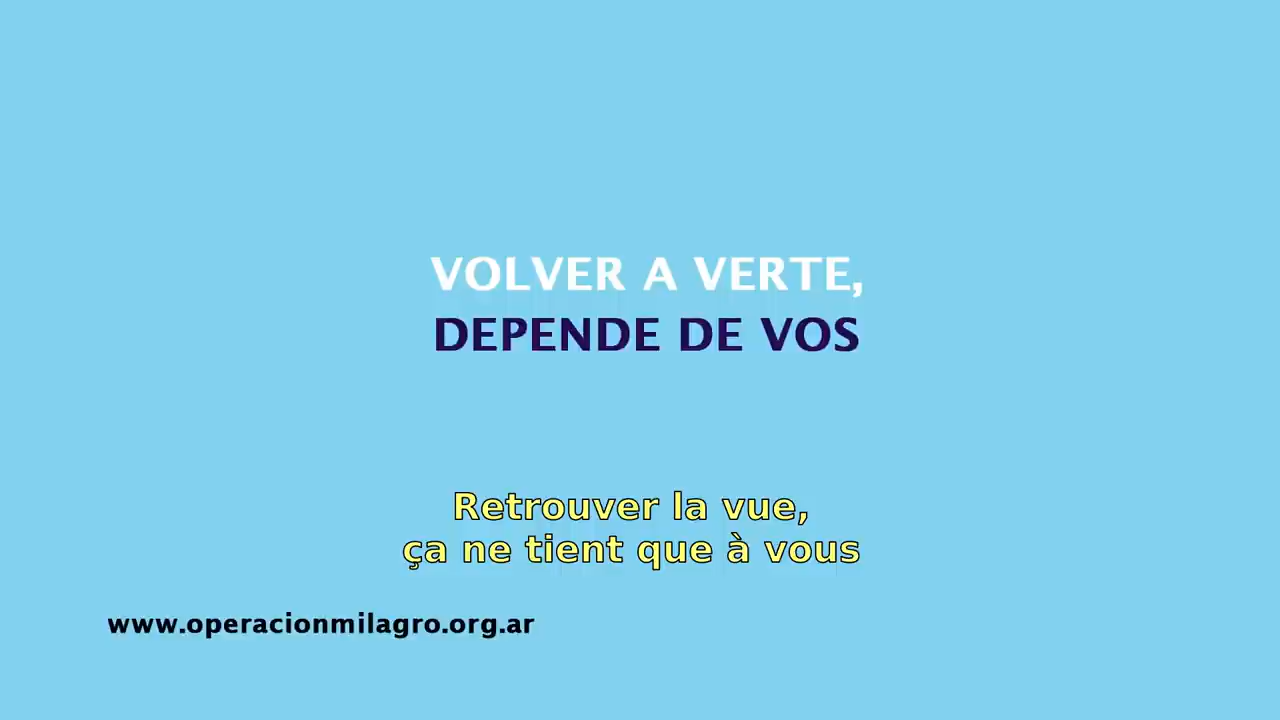 VOLVER A VERTE,
DEPENDE DE VOS
Retrouver la vue,
ça ne tient que à vous
www.operacionmilagro.org.ar